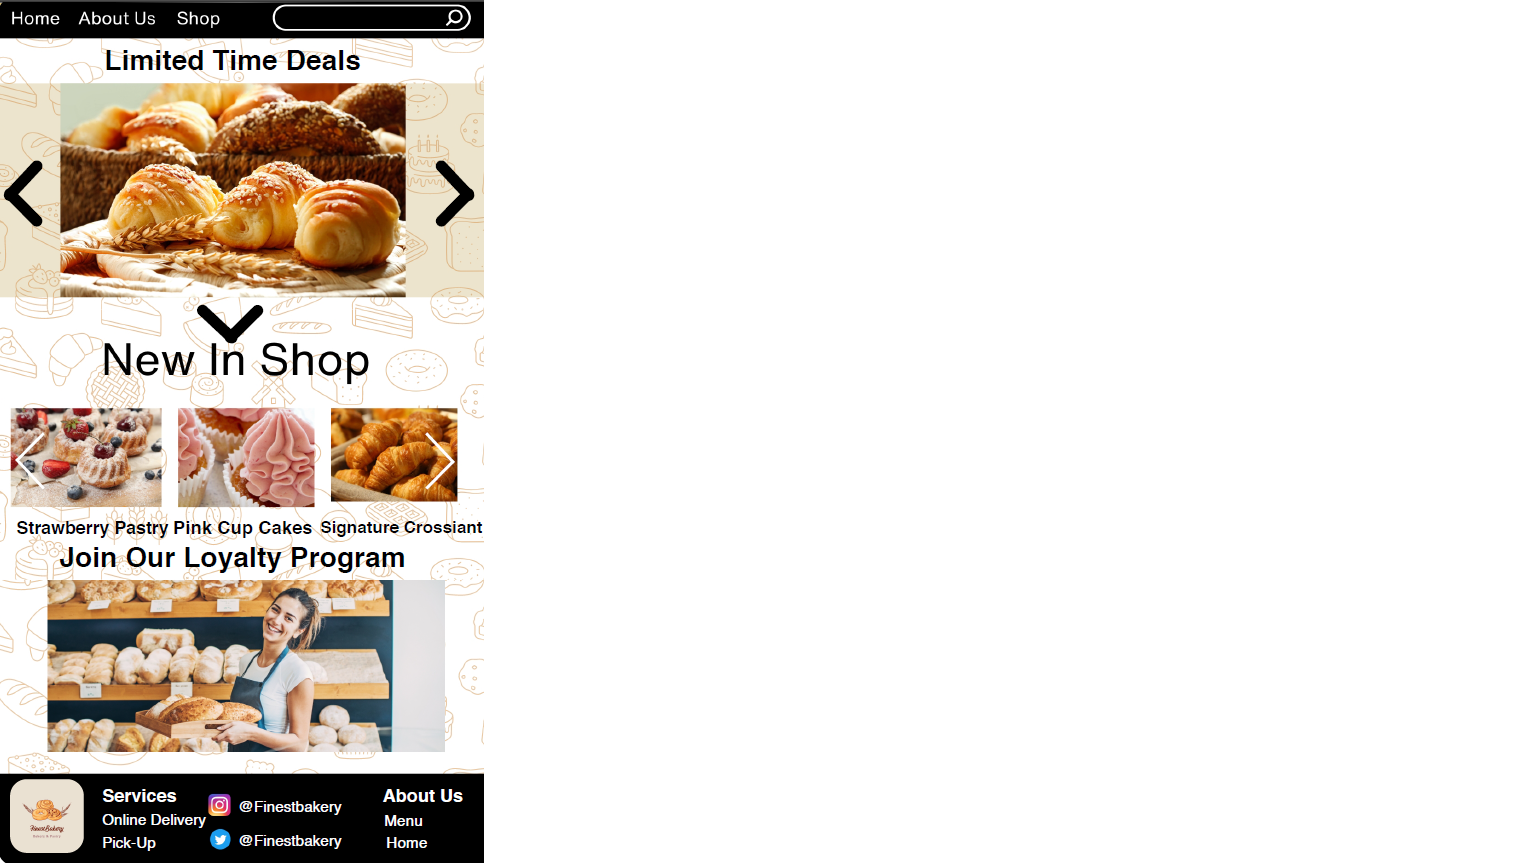 Home About Us Shop
Limited Time Deals
New In Shop
Strawberry Pastry Pink Cup Cakes Signature Crossiant
Join Our Loyalty Program
Services
Online Delivery
Pick-Up
@Finestbakery
@Finestbakery
About Us
Menu
Home
FinestBakery